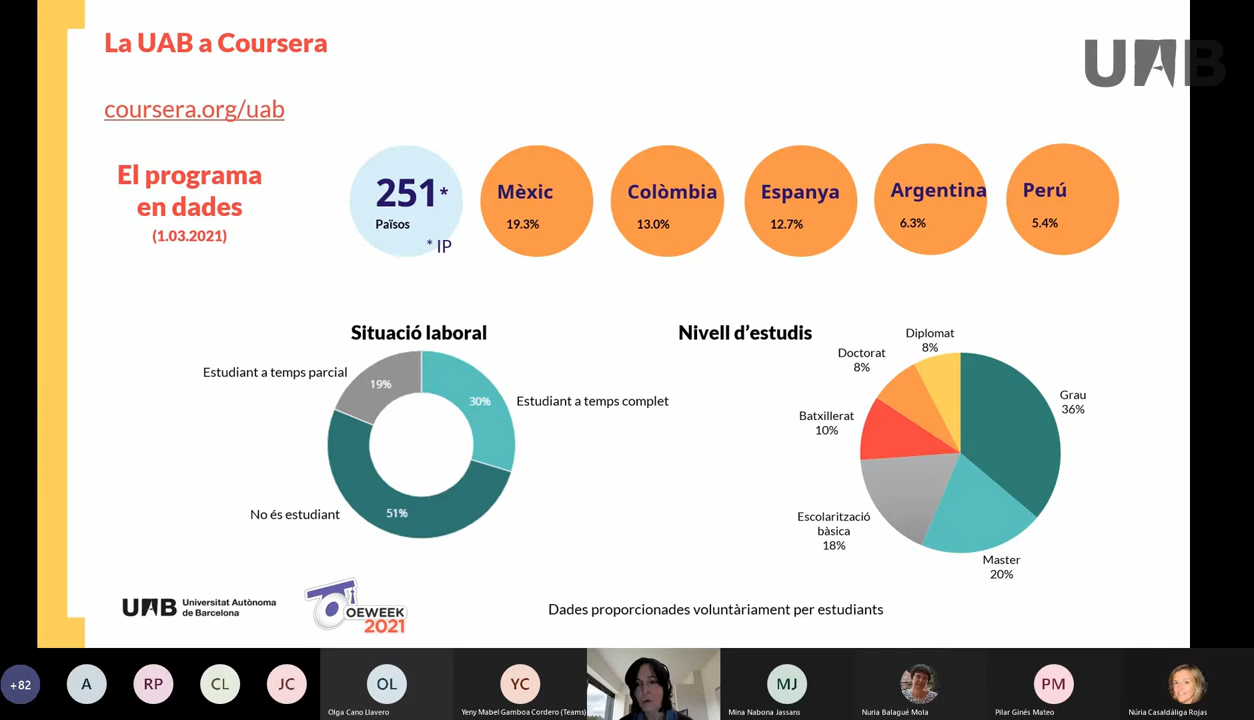 La UAB a Coursera
UAB
coursera.org/uab
El programa
en dades
(1.03.2021)
251*
Països
* IP
Mèxic
19.3%
Colòmbia
13.0%
Espanya
12.7%
Argentina
6.3%
Perú
5.4%
Situació laboral
Estudiant a temps parcial
19%
30%
Estudiant a temps complet
No és estudiant
51%
Nivell d’estudis
Diplomat
8%
Doctorat
8%
Grau
36%
Batxillerat
10%
Escolarització
bàsica
18%
Master
20%
UAB
Universitat Autònoma
de Barcelona
OEWEEK
2021
Dades proporcionades voluntàriament per estudiants
+82
A
RP
CL
JC
OL
Olga Cano Llavero
YC
Yeny Mabel Gamboa Cordero (Teams)
MJ
Mina Nabona Jassans
Nuria Balagué Mola
PM
Pilar Ginés Mateo
Núria Casaldàliga Rojas